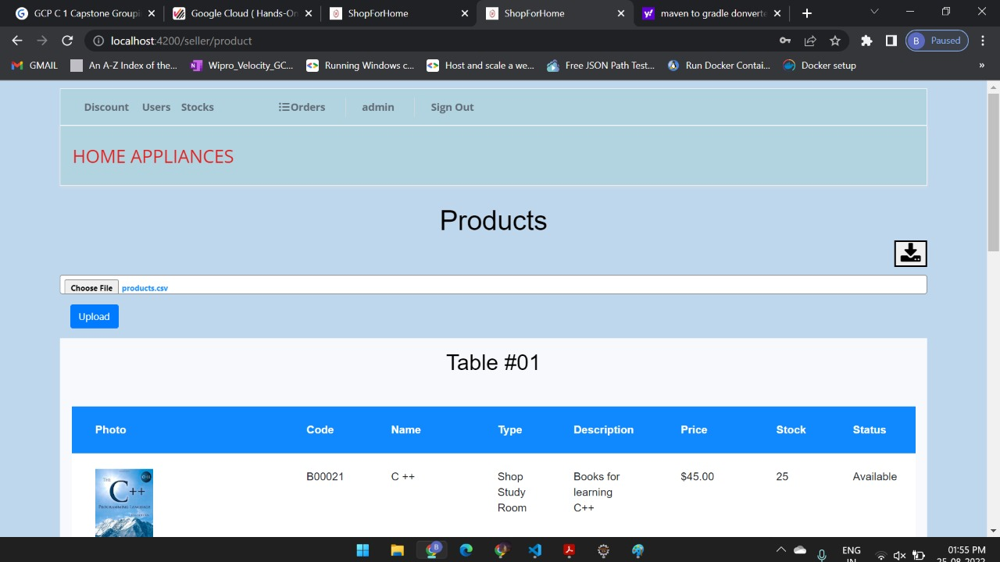 GCP C 1 Capstone Groupi
Google Cloud ( Hands-On
ShopForHome
ShopForHome
maven to gradle donverte
localhost:4200/seller/product
B Paused
GMAIL
An A-Z Index of the...
Wipro_Velocity_GC...
Running Windows c...
Host and scale a we...
Free JSON Path Test...
Run Docker Contai...
Docker setup
»
Discount Users Stocks Orders admin Sign Out
HOME APPLIANCES
Products
Choose File products.csv
Upload
Table #01
Photo Code Name Type Description Price Stock Status
B00021 C ++ Shop Books for $45.00 25 Available
Study learning
Room C++
THE
C++
PROGRAMMING LANGUAGE
ENG 01:55 PM
IN 25-08-2022